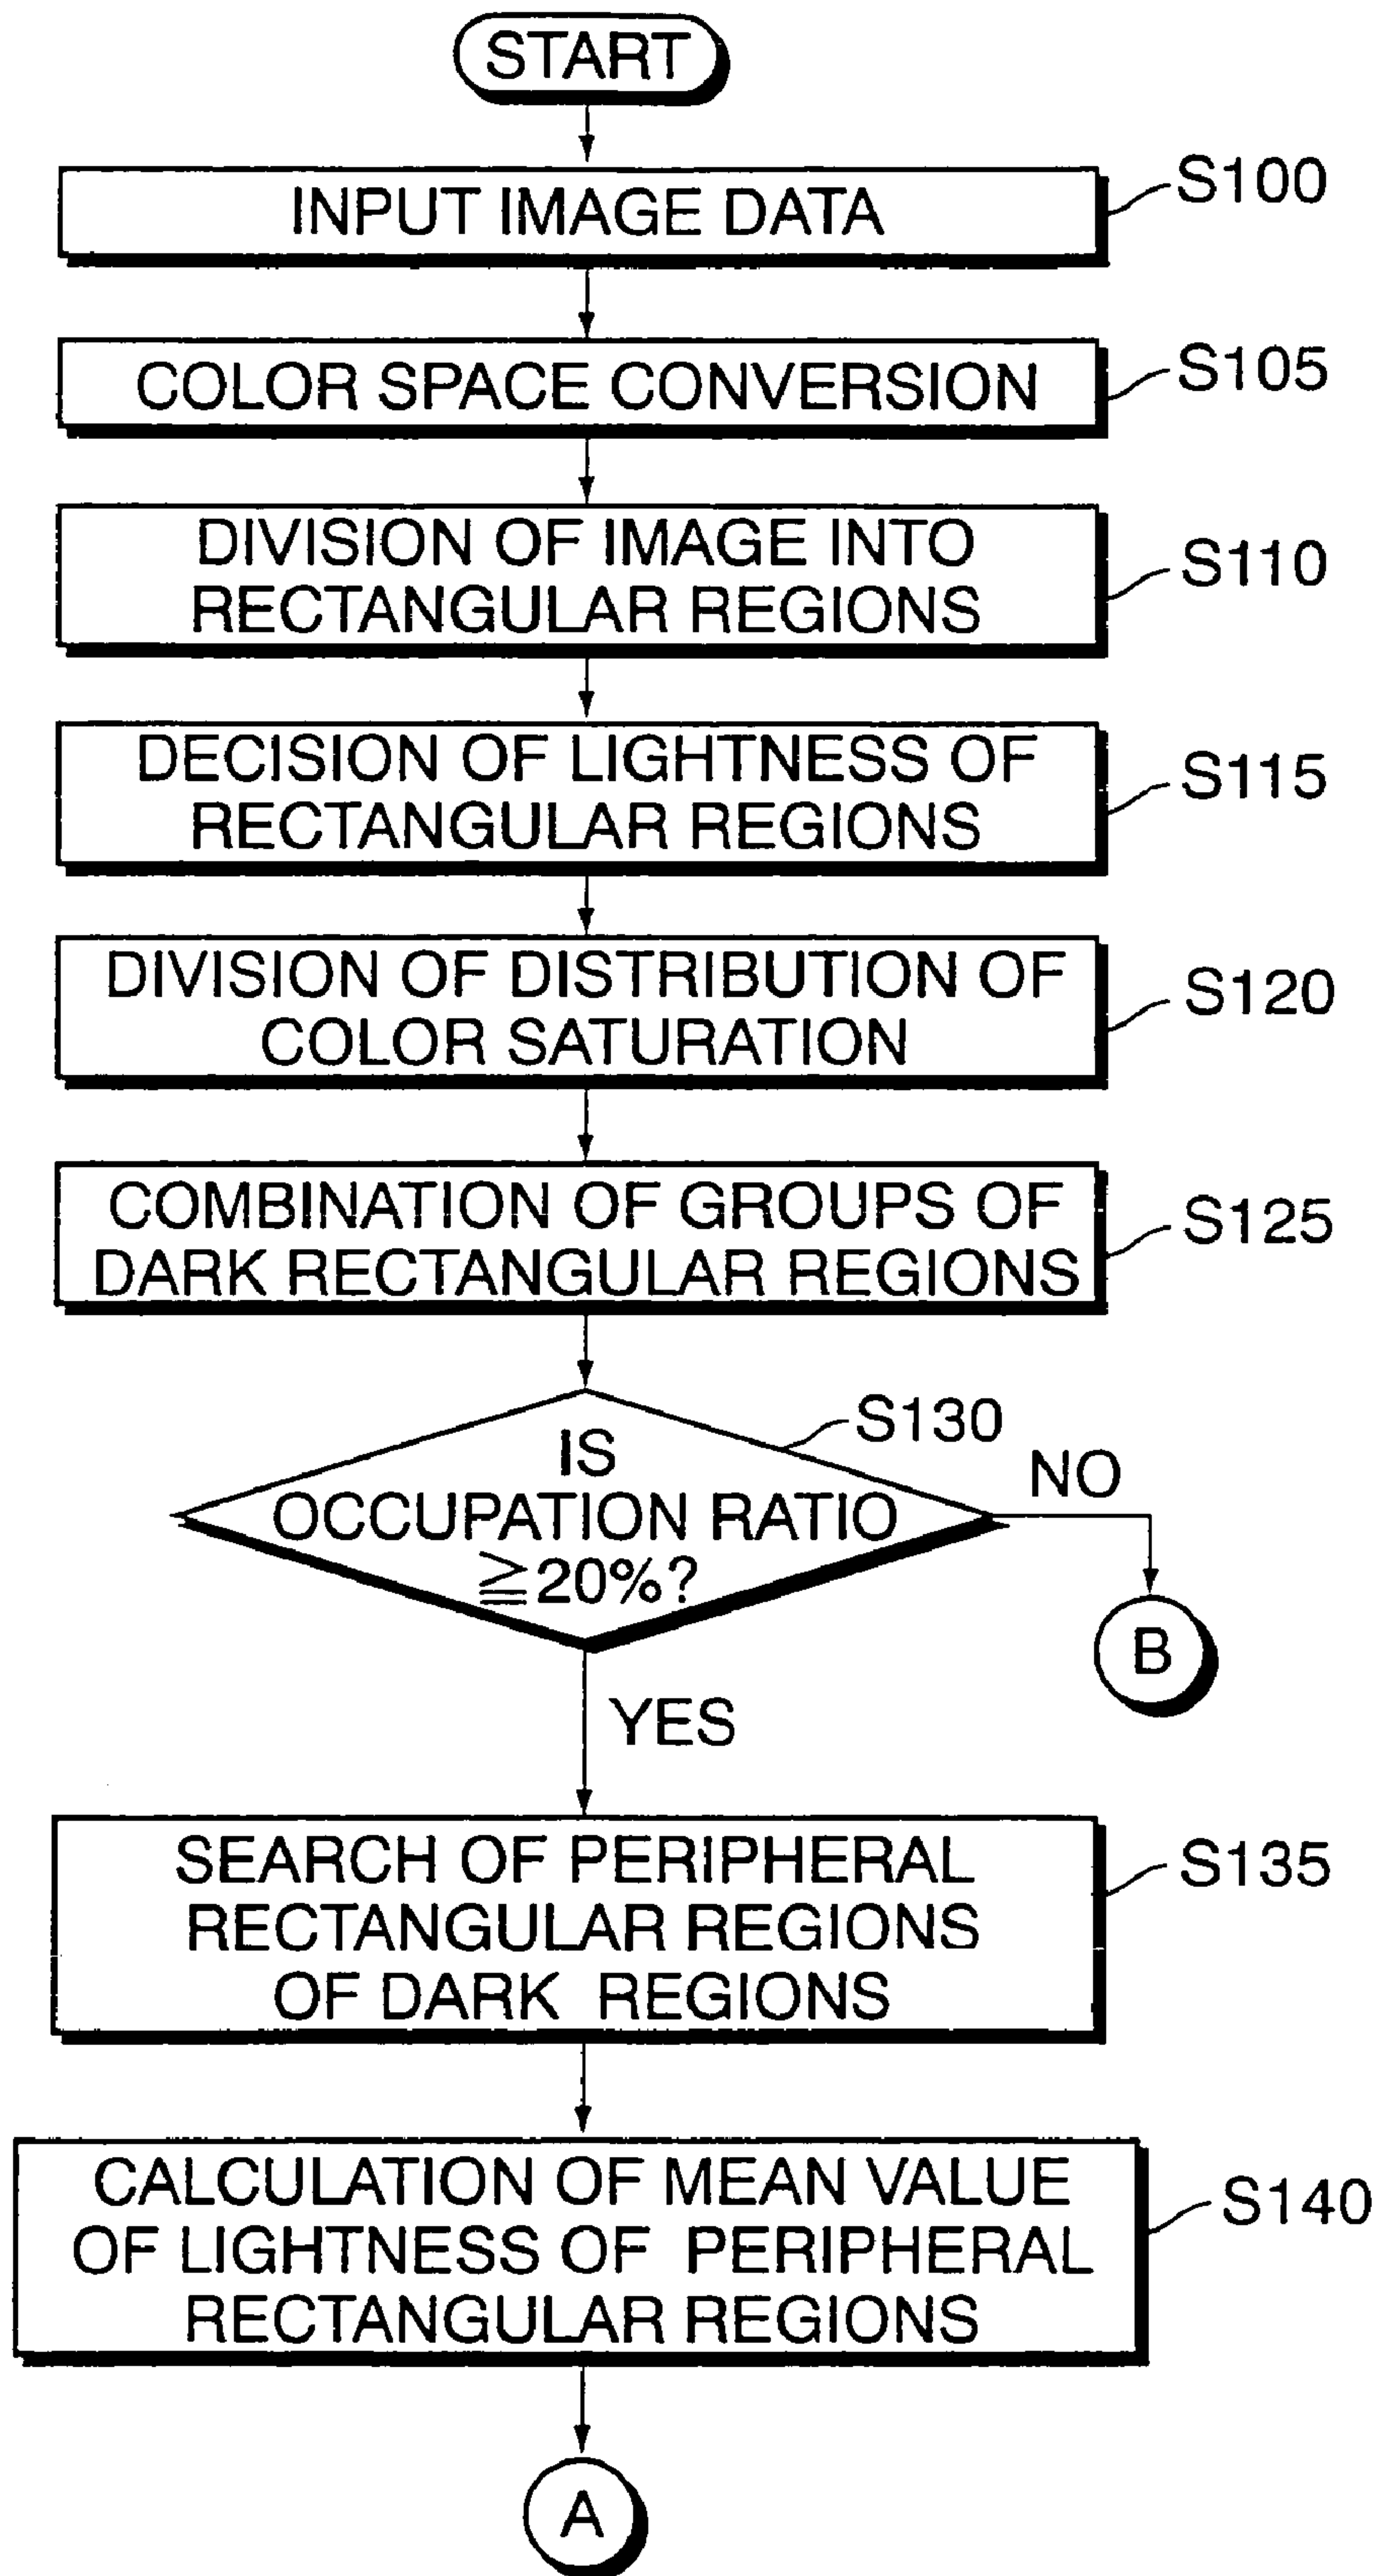 START
INPUT IMAGE DATA
S100
COLOR SPACE CONVERSION
S105
DIVISION OF IMAGE INTO
RECTANGULAR REGIONS
S110
DECISION OF LIGHTNESS OF
RECTANGULAR REGIONS
S115
DIVISION OF DISTRIBUTION OF
COLOR SATURATION
S120
COMBINATION OF GROUPS OF
DARK RECTANGULAR REGIONS
S125
IS
OCCUPATION RATIO
≧20%?
S130
NO
B
YES
SEARCH OF PERIPHERAL
RECTANGULAR REGIONS
OF DARK REGIONS
S135
CALCULATION OF MEAN VALUE
OF LIGHTNESS OF PERIPHERAL
RECTANGULAR REGIONS
S140
A